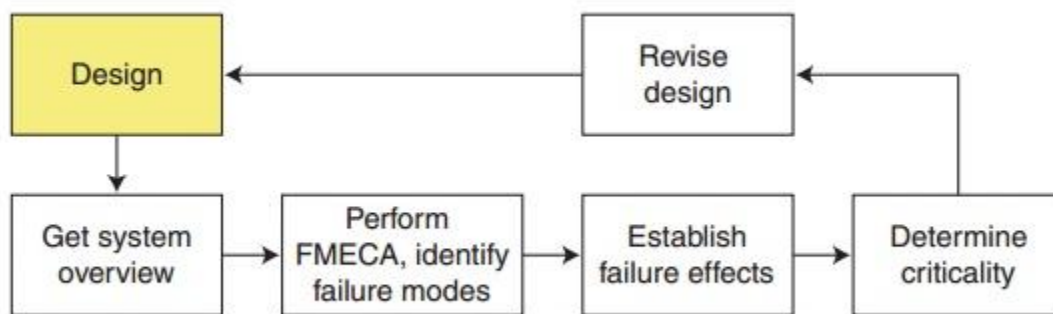 Design
Revise
design
Get system
overview
Perform
FMECA, identify
failure modes
Establish
failure effects
Determine
criticality